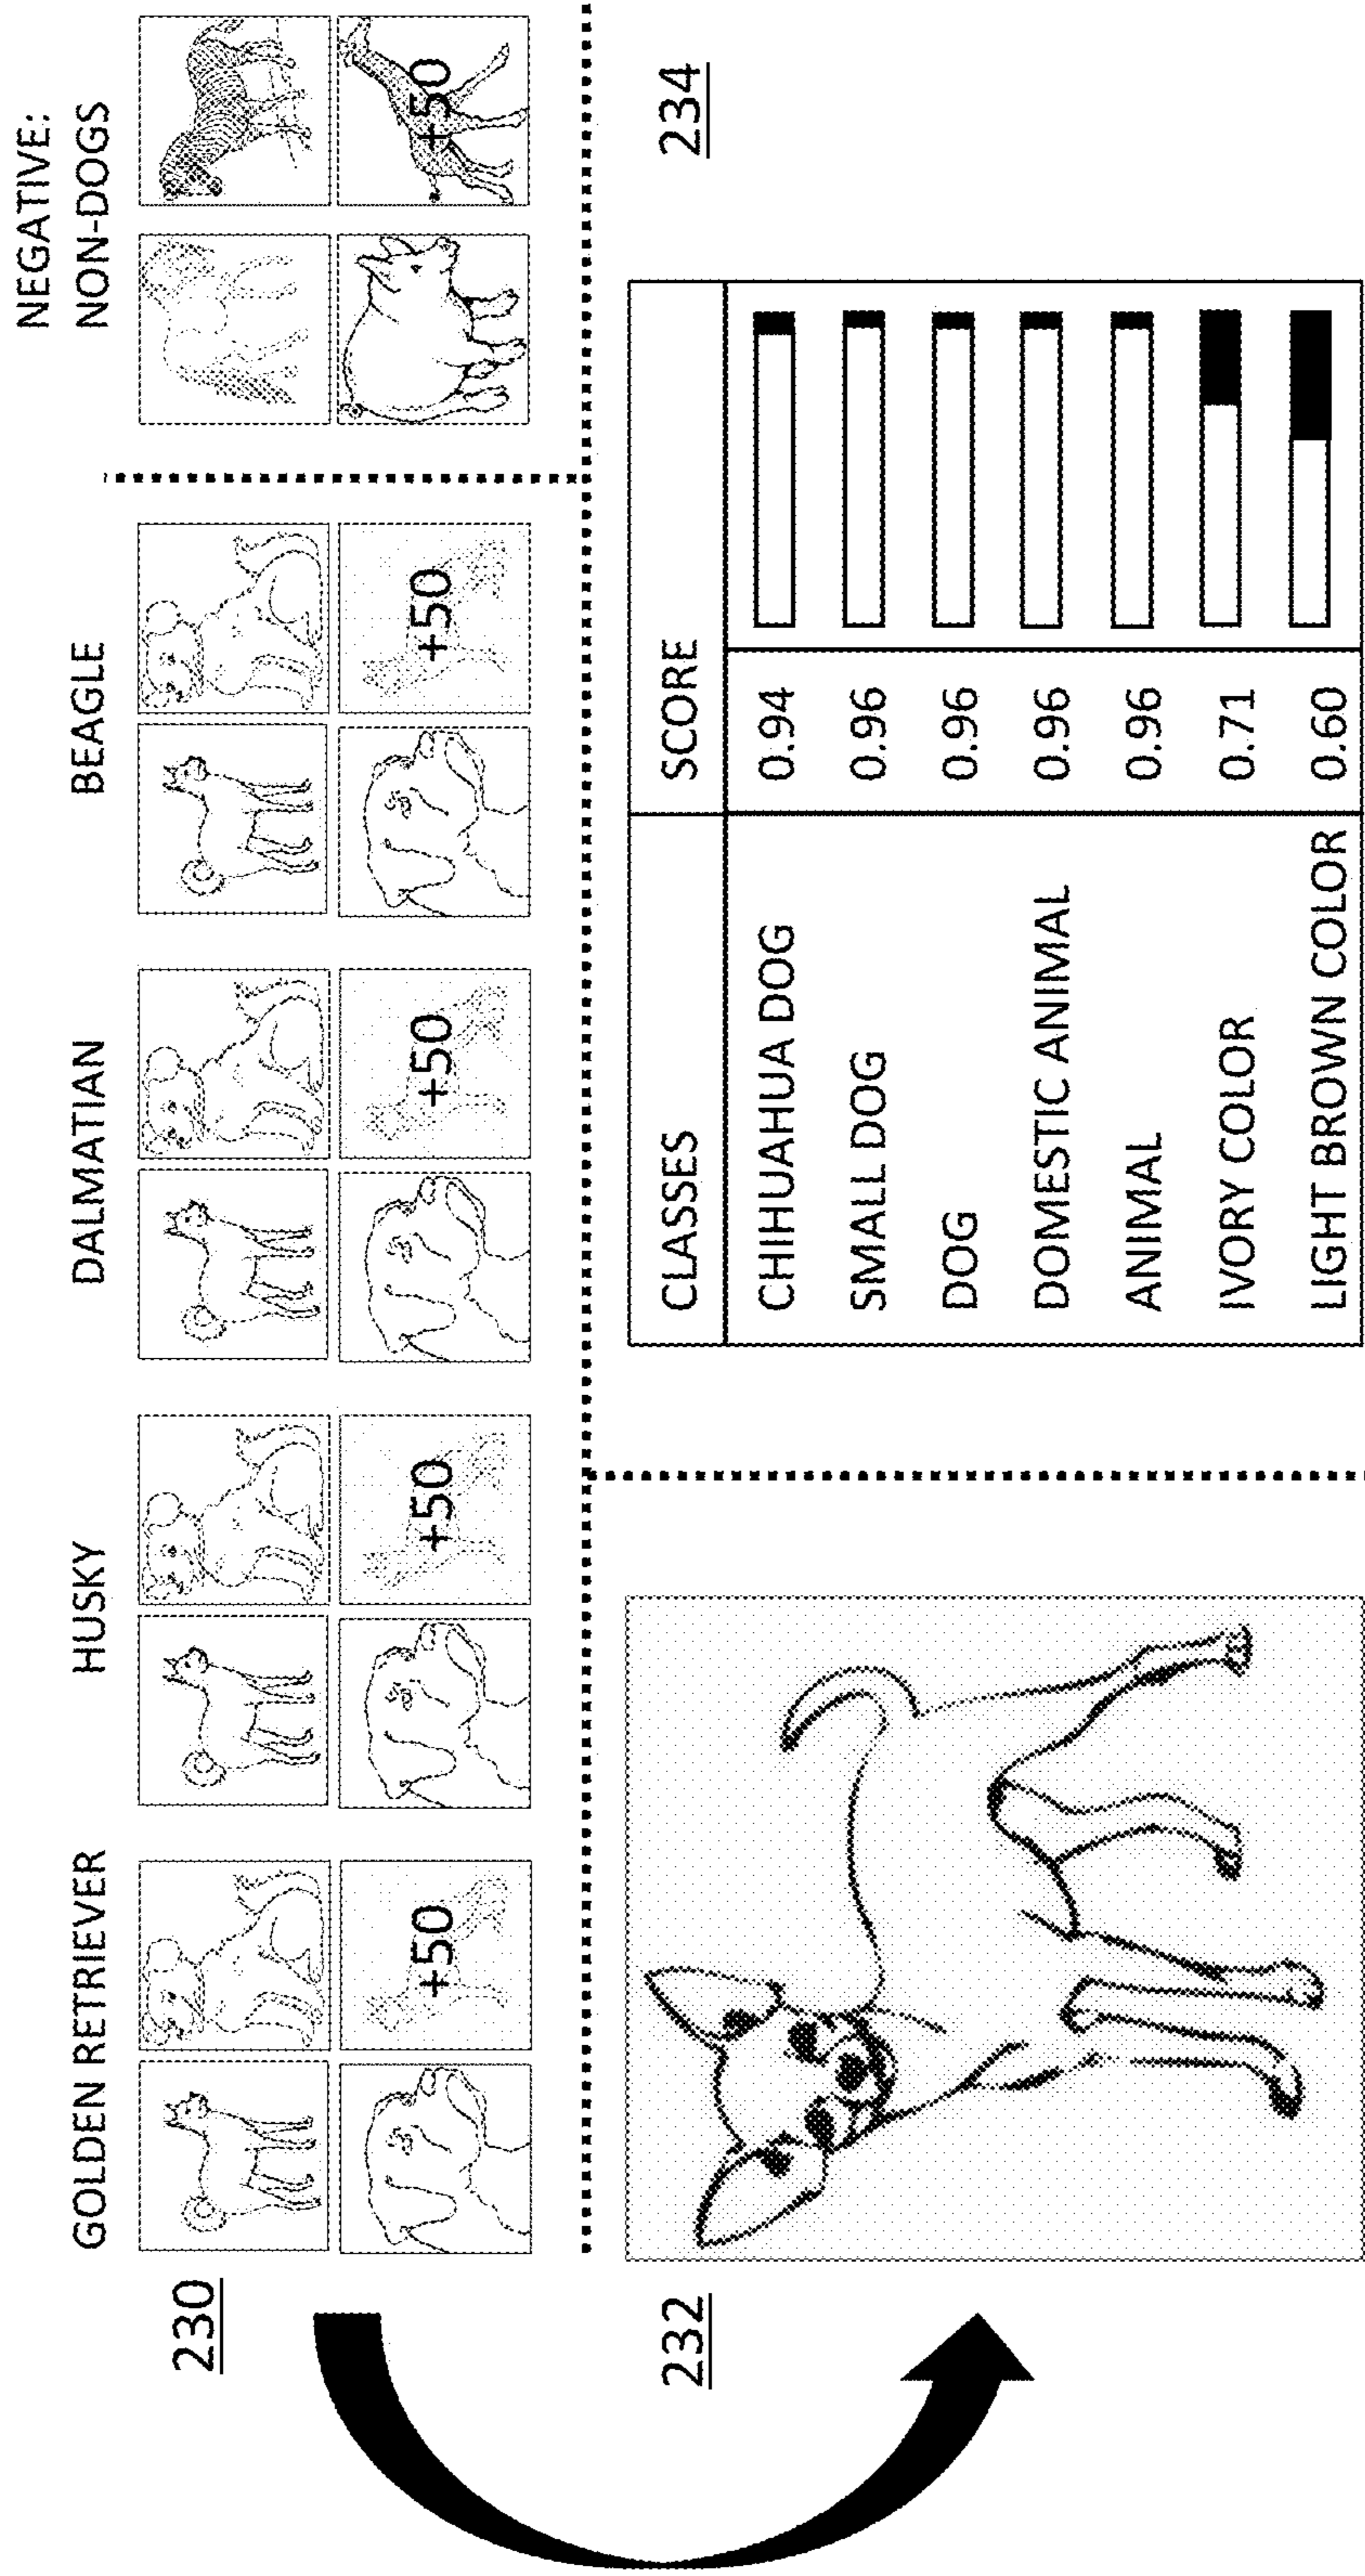 230
GOLDEN RETRIEVER
HUSKY
DALMATIAN
BEAGLE
NEGATIVE:
NON-DOGS
+50
+50
+50
+50
+50
232
234
CLASSES SCORE
CHIHUAHUA DOG 0.94
SMALL DOG 0.96
DOG 0.96
DOMESTIC ANIMAL 0.96
ANIMAL 0.96
IVORY COLOR 0.71
LIGHT BROWN COLOR 0.60